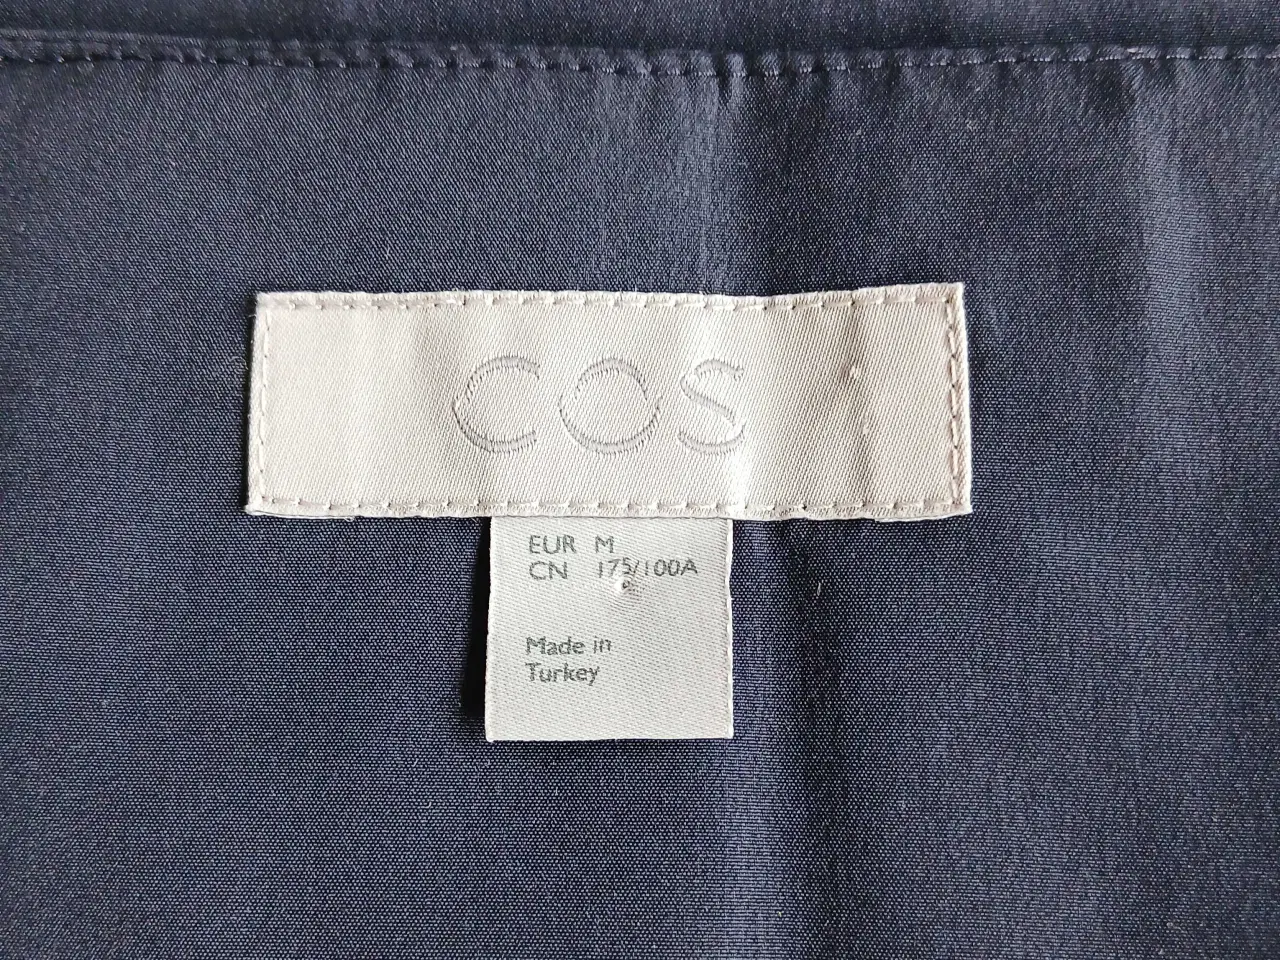 COS
EUR M
CN 175/100A
Made in
Turkey